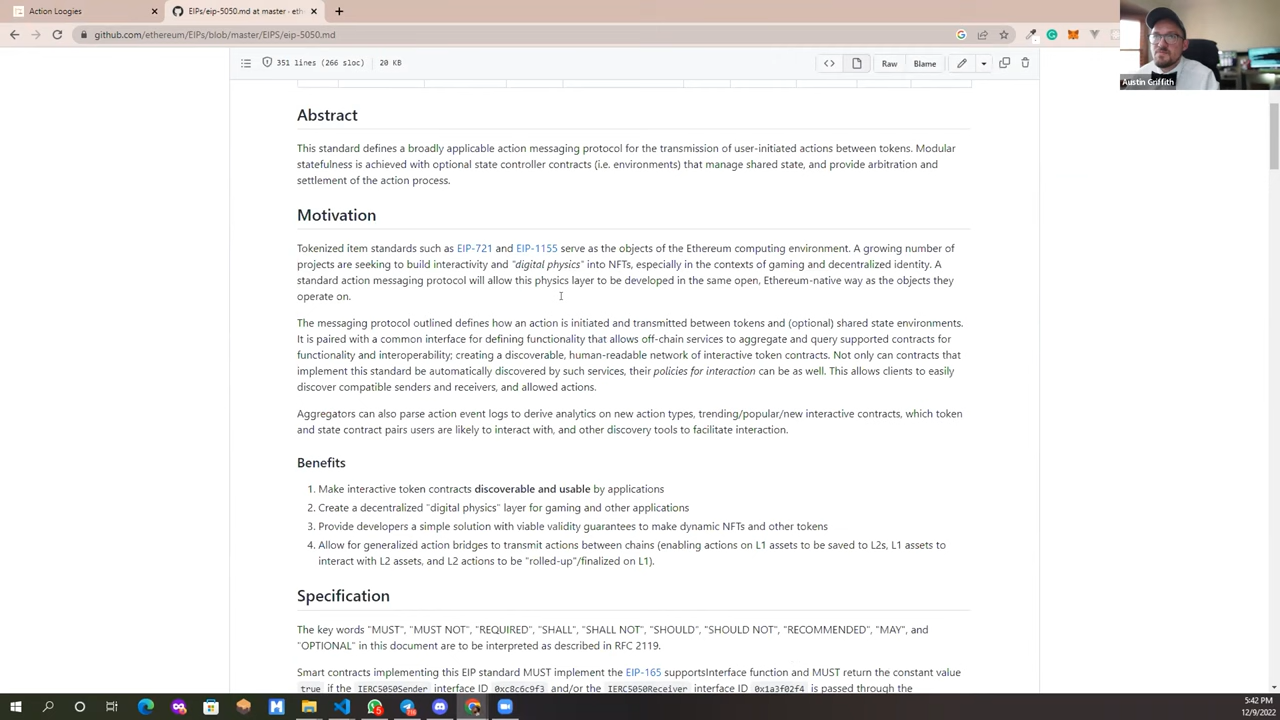 Action Loogies
EIPs/eip-5050.md at master · eth
github.com/ethereum/EIPs/blob/master/EIPS/eip-5050.md
Austin Griffith
351 lines (266 sloc) 20 KB
Raw
Blame
Abstract
This standard defines a broadly applicable action messaging protocol for the transmission of user-initiated actions between tokens. Modular
statefulness is achieved with optional state controller contracts (i.e. environments) that manage shared state, and provide arbitration and
settlement of the action process.
Motivation
Tokenized item standards such as EIP-721 and EIP-1155 serve as the objects of the Ethereum computing environment. A growing number of
projects are seeking to build interactivity and "digital physics" into NFTs, especially in the contexts of gaming and decentralized identity. A
standard action messaging protocol will allow this physics layer to be developed in the same open, Ethereum-native way as the objects they
operate on.
The messaging protocol outlined defines how an action is initiated and transmitted between tokens and (optional) shared state environments.
It is paired with a common interface for defining functionality that allows off-chain services to aggregate and query supported contracts for
functionality and interoperability; creating a discoverable, human-readable network of interactive token contracts. Not only can contracts that
implement this standard be automatically discovered by such services, their policies for interaction can be as well. This allows clients to easily
discover compatible senders and receivers, and allowed actions.
Aggregators can also parse action event logs to derive analytics on new action types, trending/popular/new interactive contracts, which token
and state contract pairs users are likely to interact with, and other discovery tools to facilitate interaction.
Benefits
1. Make interactive token contracts discoverable and usable by applications
2. Create a decentralized "digital physics" layer for gaming and other applications
3. Provide developers a simple solution with viable validity guarantees to make dynamic NFTs and other tokens
4. Allow for generalized action bridges to transmit actions between chains (enabling actions on L1 assets to be saved to L2s, L1 assets to
interact with L2 assets, and L2 actions to be "rolled-up"/finalized on L1).
Specification
The key words "MUST", "MUST NOT", "REQUIRED", "SHALL", "SHALL NOT", "SHOULD", "SHOULD NOT", "RECOMMENDED", "MAY", and
"OPTIONAL" in this document are to be interpreted as described in RFC 2119.
Smart contracts implementing this EIP standard MUST implement the EIP-165 supportsInterface function and MUST return the constant value
true if the IERC5050Sender interface ID 0xc8c6c9f3 and/or the IERC5050Receiver interface ID 0x1a3f02f4 is passed through the
5:42 PM
12/9/2022